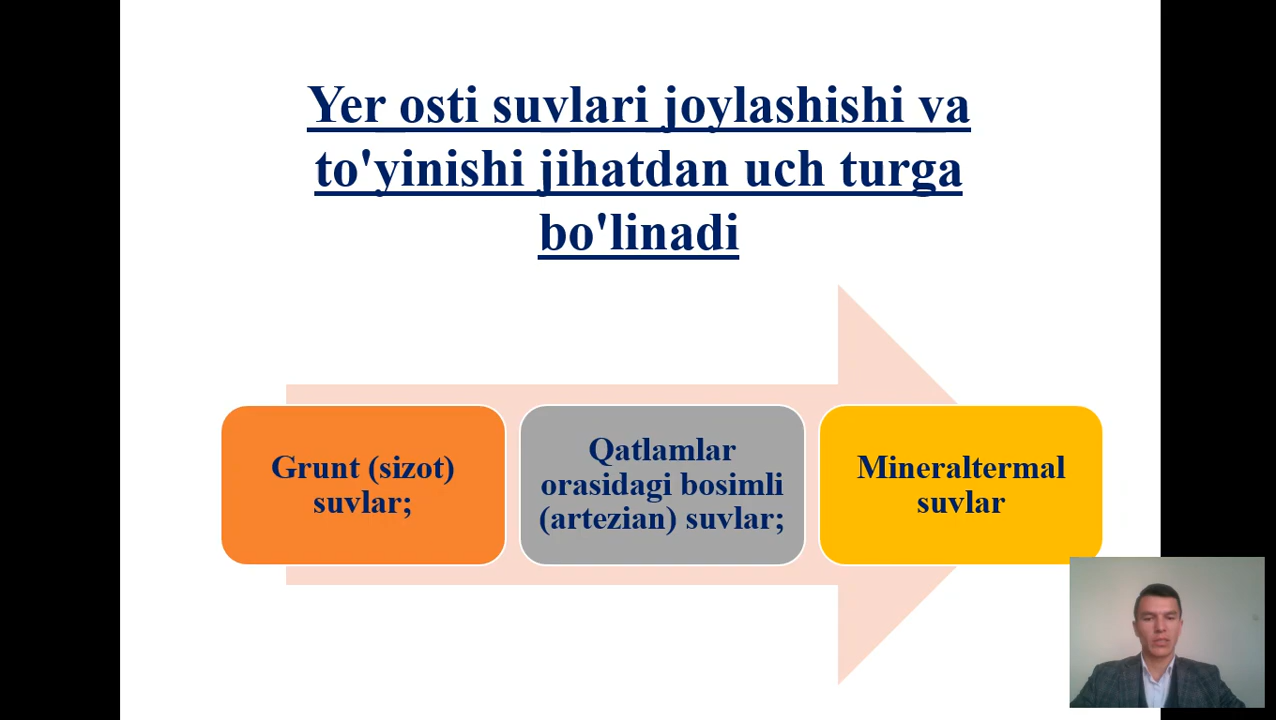 Yer osti suvlari joylashishi va
to'yinishi jihatdan uch turga
bo'linadi
Grunt (sizot)
suvlar;
Qatlamlar
orasidagi bosimli
(artezian) suvlar;
Mineraltermal
suvlar